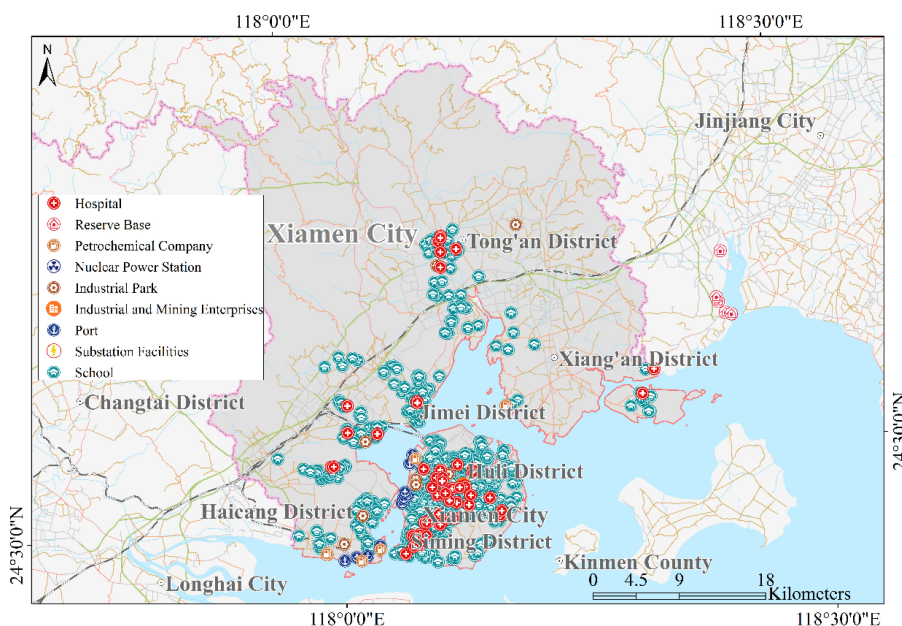 118°0'0"E
118°30'0"E
N
Jinjiang City
Hospital
Reserve Base
Petrochemical Company
Nuclear Power Station
Industrial Park
Industrial and Mining Enterprises
Port
Substation Facilities
School
Xiamen City
Tong'an District
Xiang'an District
Changtai District
Jimei District
24°30'0"N
Huli District
Haicang District
Xiamen City
Siming District
24°30'0"N
Kinmen County
Longhai City
0 4.5 9 18
Kilometers
118°0'0"E
118°30'0"E